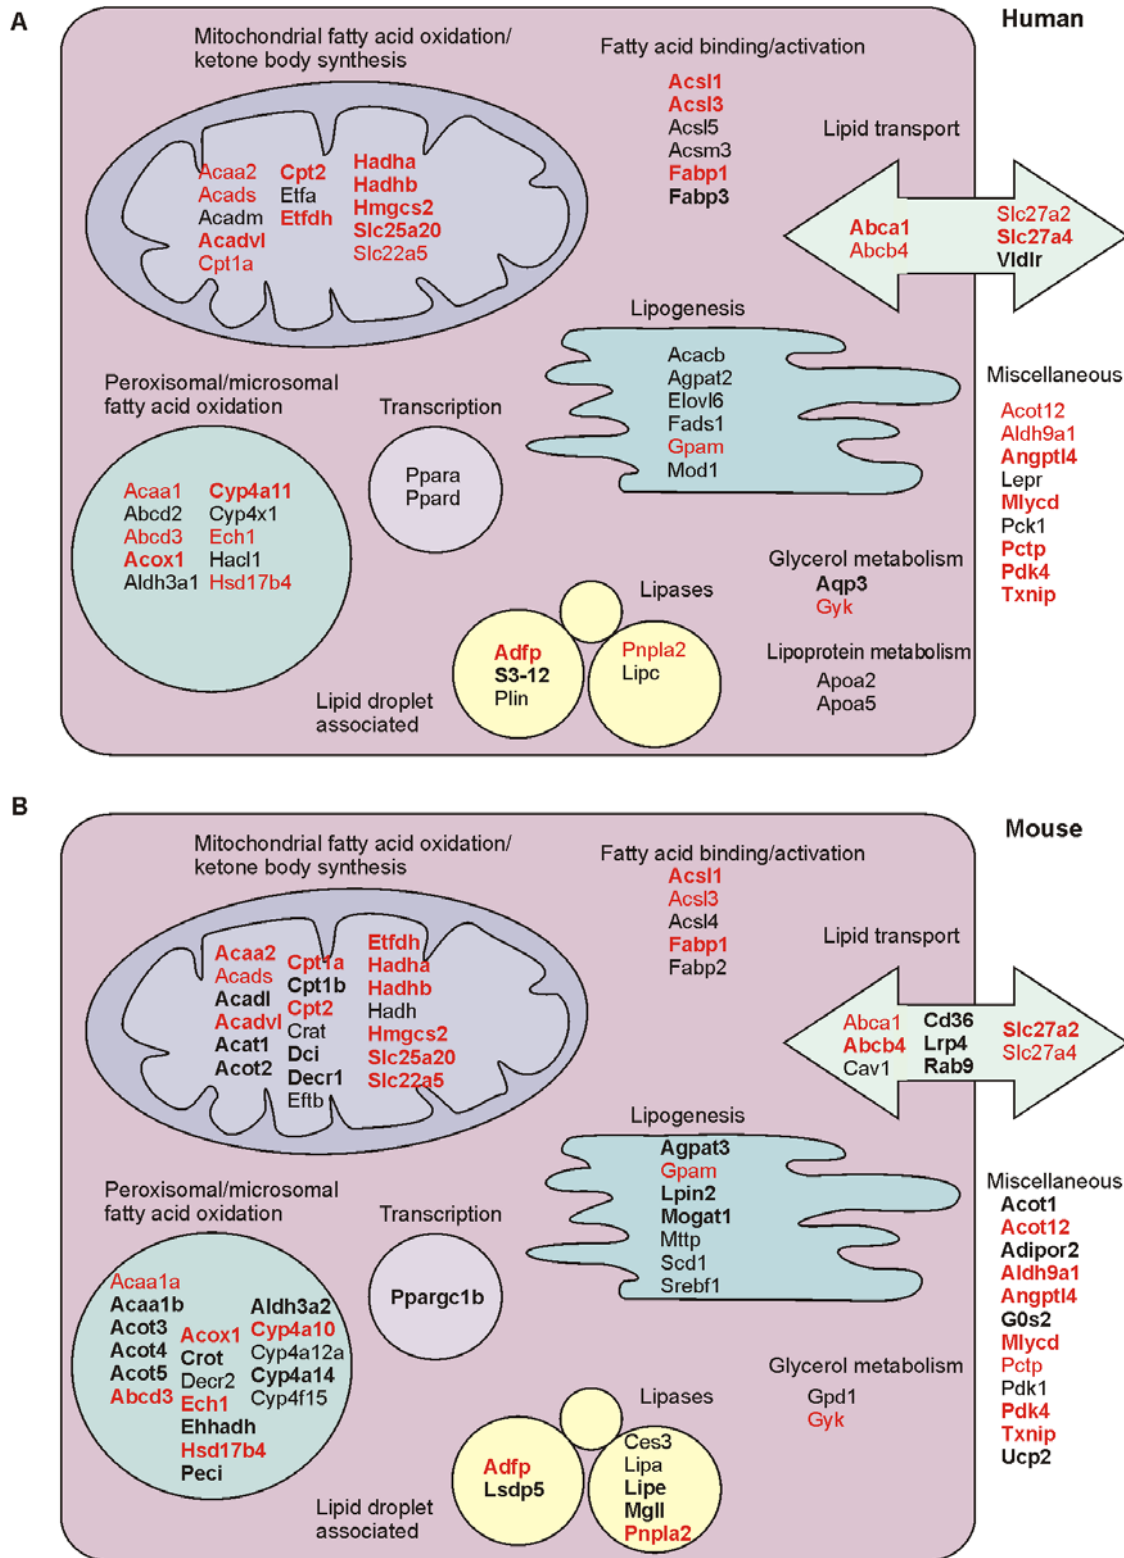 A
Human
Mitochondrial fatty acid oxidation/
ketone body synthesis
Acaa2
Acads
Acadm
Acadvl
Cpt1a
Cpt2
Etfa
Etfdh
Hadha
Hadhb
Hmgcs2
Slc25a20
Slc22a5
Fatty acid binding/activation
Acsl1
Acsl3
Acsl5
Acsm3
Fabp1
Fabp3
Lipid transport
Abca1
Abcb4
Slc27a2
Slc27a4
Vldlr
Lipogenesis
Acacb
Agpat2
Elovl6
Fads1
Gpam
Mod1
Peroxisomal/microsomal
fatty acid oxidation
Acaa1
Abcd2
Abcd3
Acox1
Aldh3a1
Cyp4a11
Cyp4x1
Ech1
Hacl1
Hsd17b4
Transcription
Ppara
Ppard
Miscellaneous
Acot12
Aldh9a1
Angptl4
Lepr
Mlycd
Pck1
Pctp
Pdk4
Txnip
Glycerol metabolism
Aqp3
Gyk
Lipases
Pnpla2
Lipc
Adfp
S3-12
Plin
Lipid droplet
associated
Lipoprotein metabolism
Apoa2
Apoa5
B
Mouse
Mitochondrial fatty acid oxidation/
ketone body synthesis
Acaa2
Acads
Acadl
Acadvl
Acat1
Acot2
Cpt1a
Cpt1b
Cpt2
Crat
Dci
Decr1
Eftb
Etfdh
Hadha
Hadhb
Hadh
Hmgcs2
Slc25a20
Slc22a5
Fatty acid binding/activation
Acsl1
Acsl3
Acsl4
Fabp1
Fabp2
Lipid transport
Abca1
Abcb4
Cav1
Cd36
Lrp4
Rab9
Slc27a2
Slc27a4
Lipogenesis
Agpat3
Gpam
Lpin2
Mogat1
Mttp
Scd1
Srebf1
Peroxisomal/microsomal
fatty acid oxidation
Acaa1a
Acaa1b
Acot3
Acot4
Acot5
Abcd3
Acox1
Crot
Decr2
Ech1
Ehhadh
Hsd17b4
Peci
Aldh3a2
Cyp4a10
Cyp4a12a
Cyp4a14
Cyp4f15
Transcription
Ppargc1b
Miscellaneous
Acot1
Acot12
Adipor2
Aldh9a1
Angptl4
G0s2
Mlycd
Pctp
Pdk1
Pdk4
Txnip
Ucp2
Glycerol metabolism
Gpd1
Gyk
Lipases
Ces3
Lipa
Lipe
Mgll
Pnpla2
Adfp
Lsdp5
Lipid droplet
associated